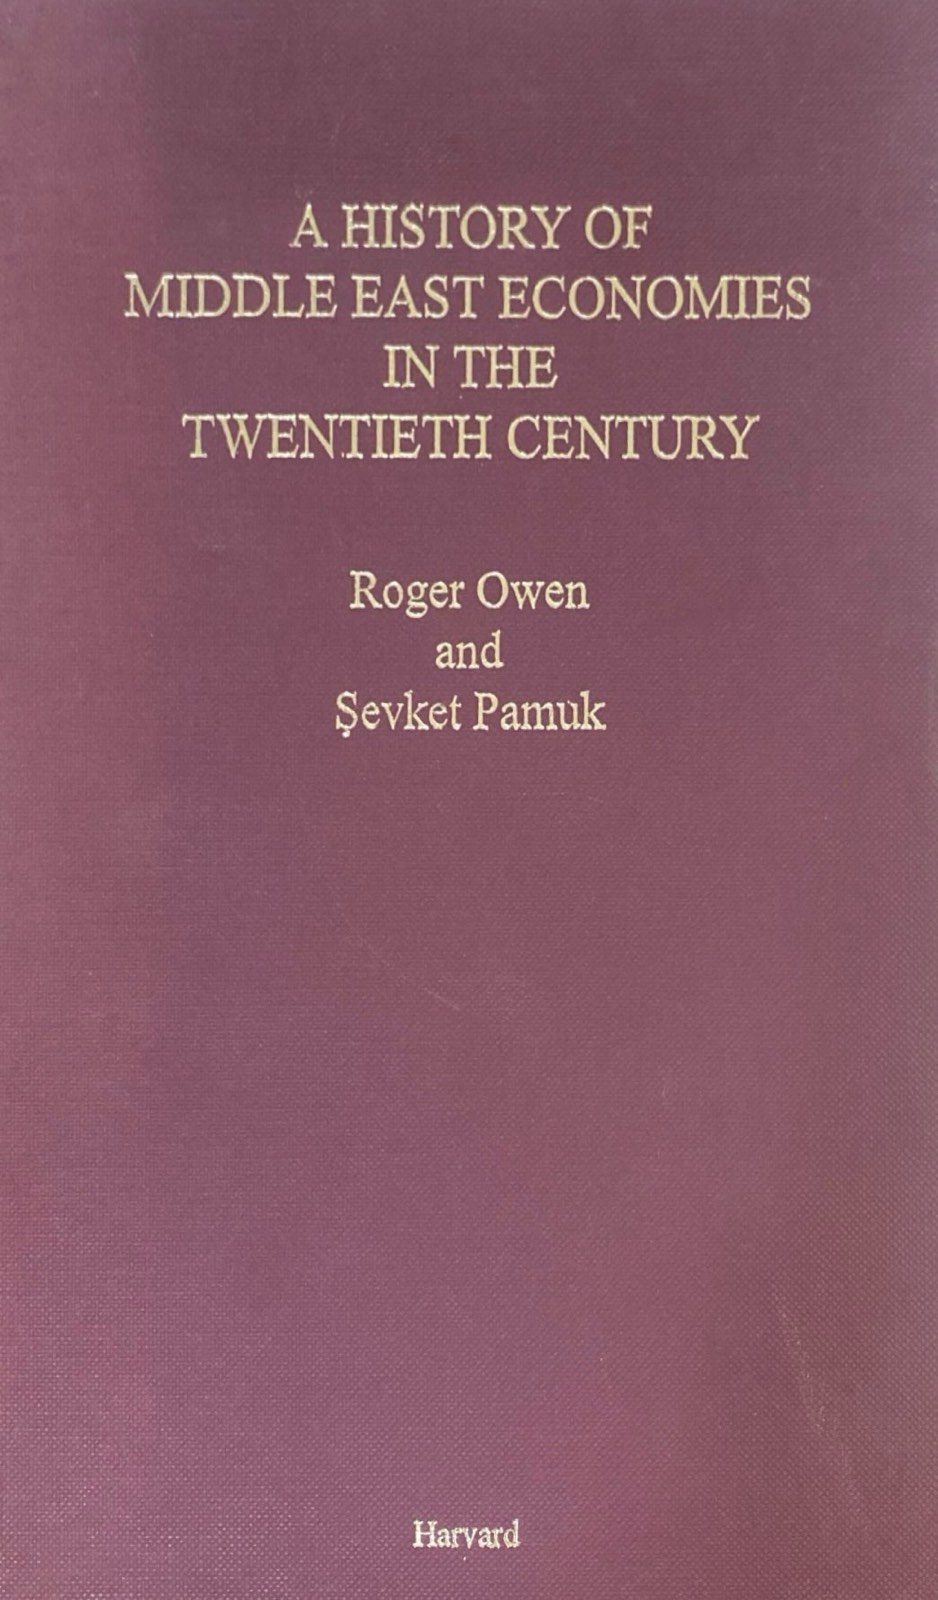 A HISTORY OF
MIDDLE EAST ECONOMIES
IN THE
TWENTIETH CENTURY
Roger Owen
and
Şevket Pamuk
Harvard